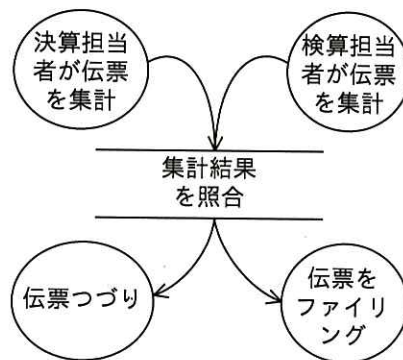 決算担当
者が伝票
を集計
検算担当
者が伝票
を集計
集計結果
を照合
伝票つづり
伝票を
ファイリ
ング